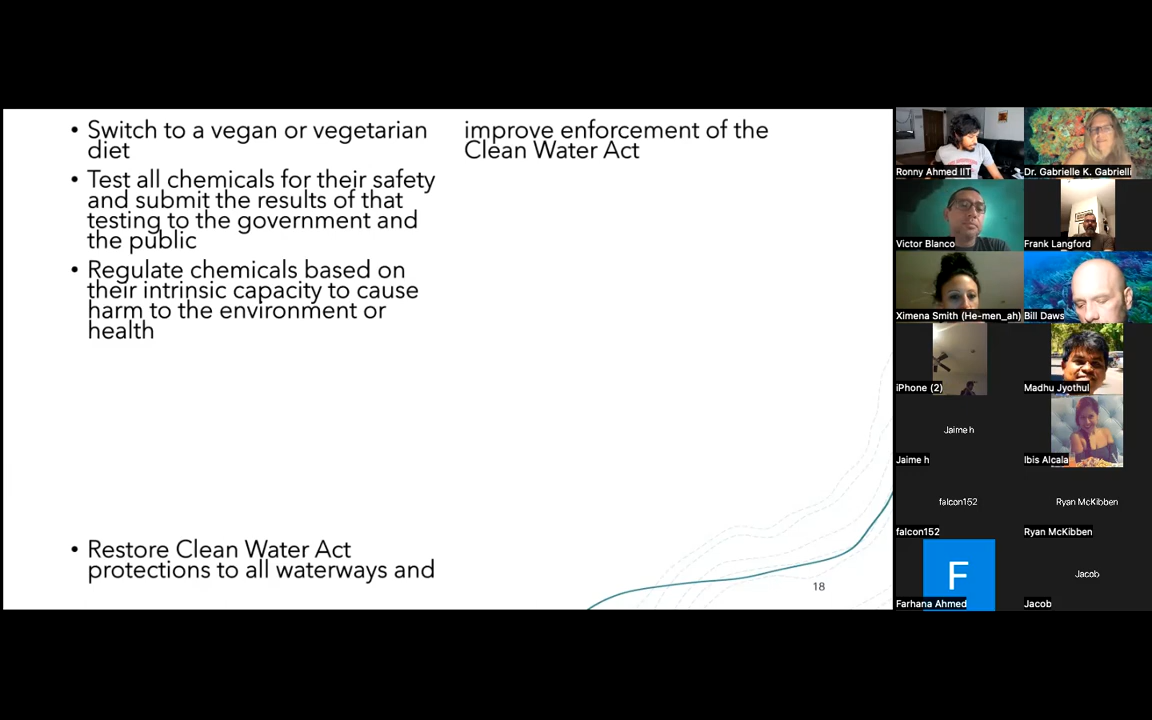 • Switch to a vegan or vegetarian
diet
• Test all chemicals for their safety
and submit the results of that
testing to the government and
the public
• Regulate chemicals based on
their intrinsic capacity to cause
harm to the environment or
health
• Restore Clean Water Act
protections to all waterways and
improve enforcement of the
Clean Water Act
18
Ronny Ahmed IIT
Dr. Gabrielle K. Gabrielli
Victor Blanco
Frank Langford
Ximena Smith (He-men_ah)
Bill Daws
iPhone (2)
Madhu Jyothul
Jaime h
Jaime h
Ibis Alcala
falcon152
falcon152
Ryan McKibben
Ryan McKibben
F
Farhana Ahmed
Jacob
Jacob